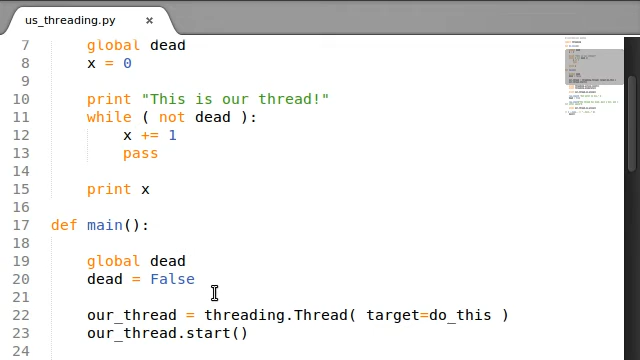 us_threading.py ×
7 global dead
8 x = 0
9
10 print "This is our thread!"
11 while ( not dead ):
12 x += 1
13 pass
14
15 print x
16
17 def main():
18
19 global dead
20 dead = False
21
22 our_thread = threading.Thread( target=do_this )
23 our_thread.start()
24